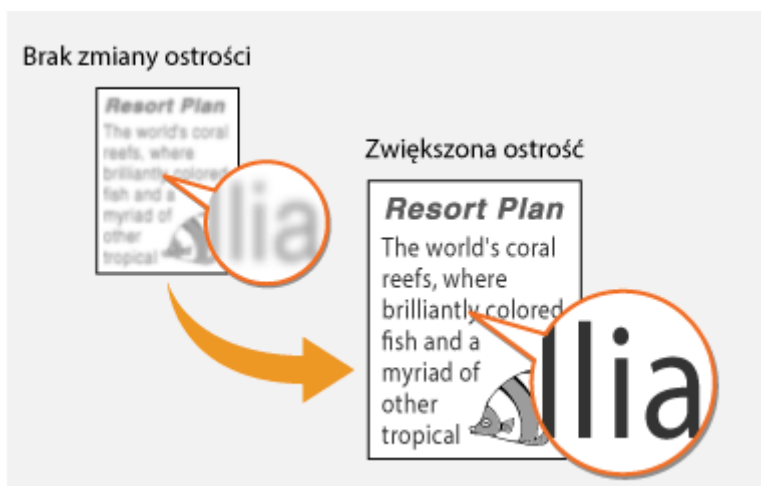 Brak zmiany ostrości
Resort Plan
The world's coral
reefs, where
brilliantly colored
fish and a
myriad of
other
tropical
lia
Zwiększona ostrość
Resort Plan
The world's coral
reefs, where
brilliantly colored
fish and a
myriad of
other
tropical
llia